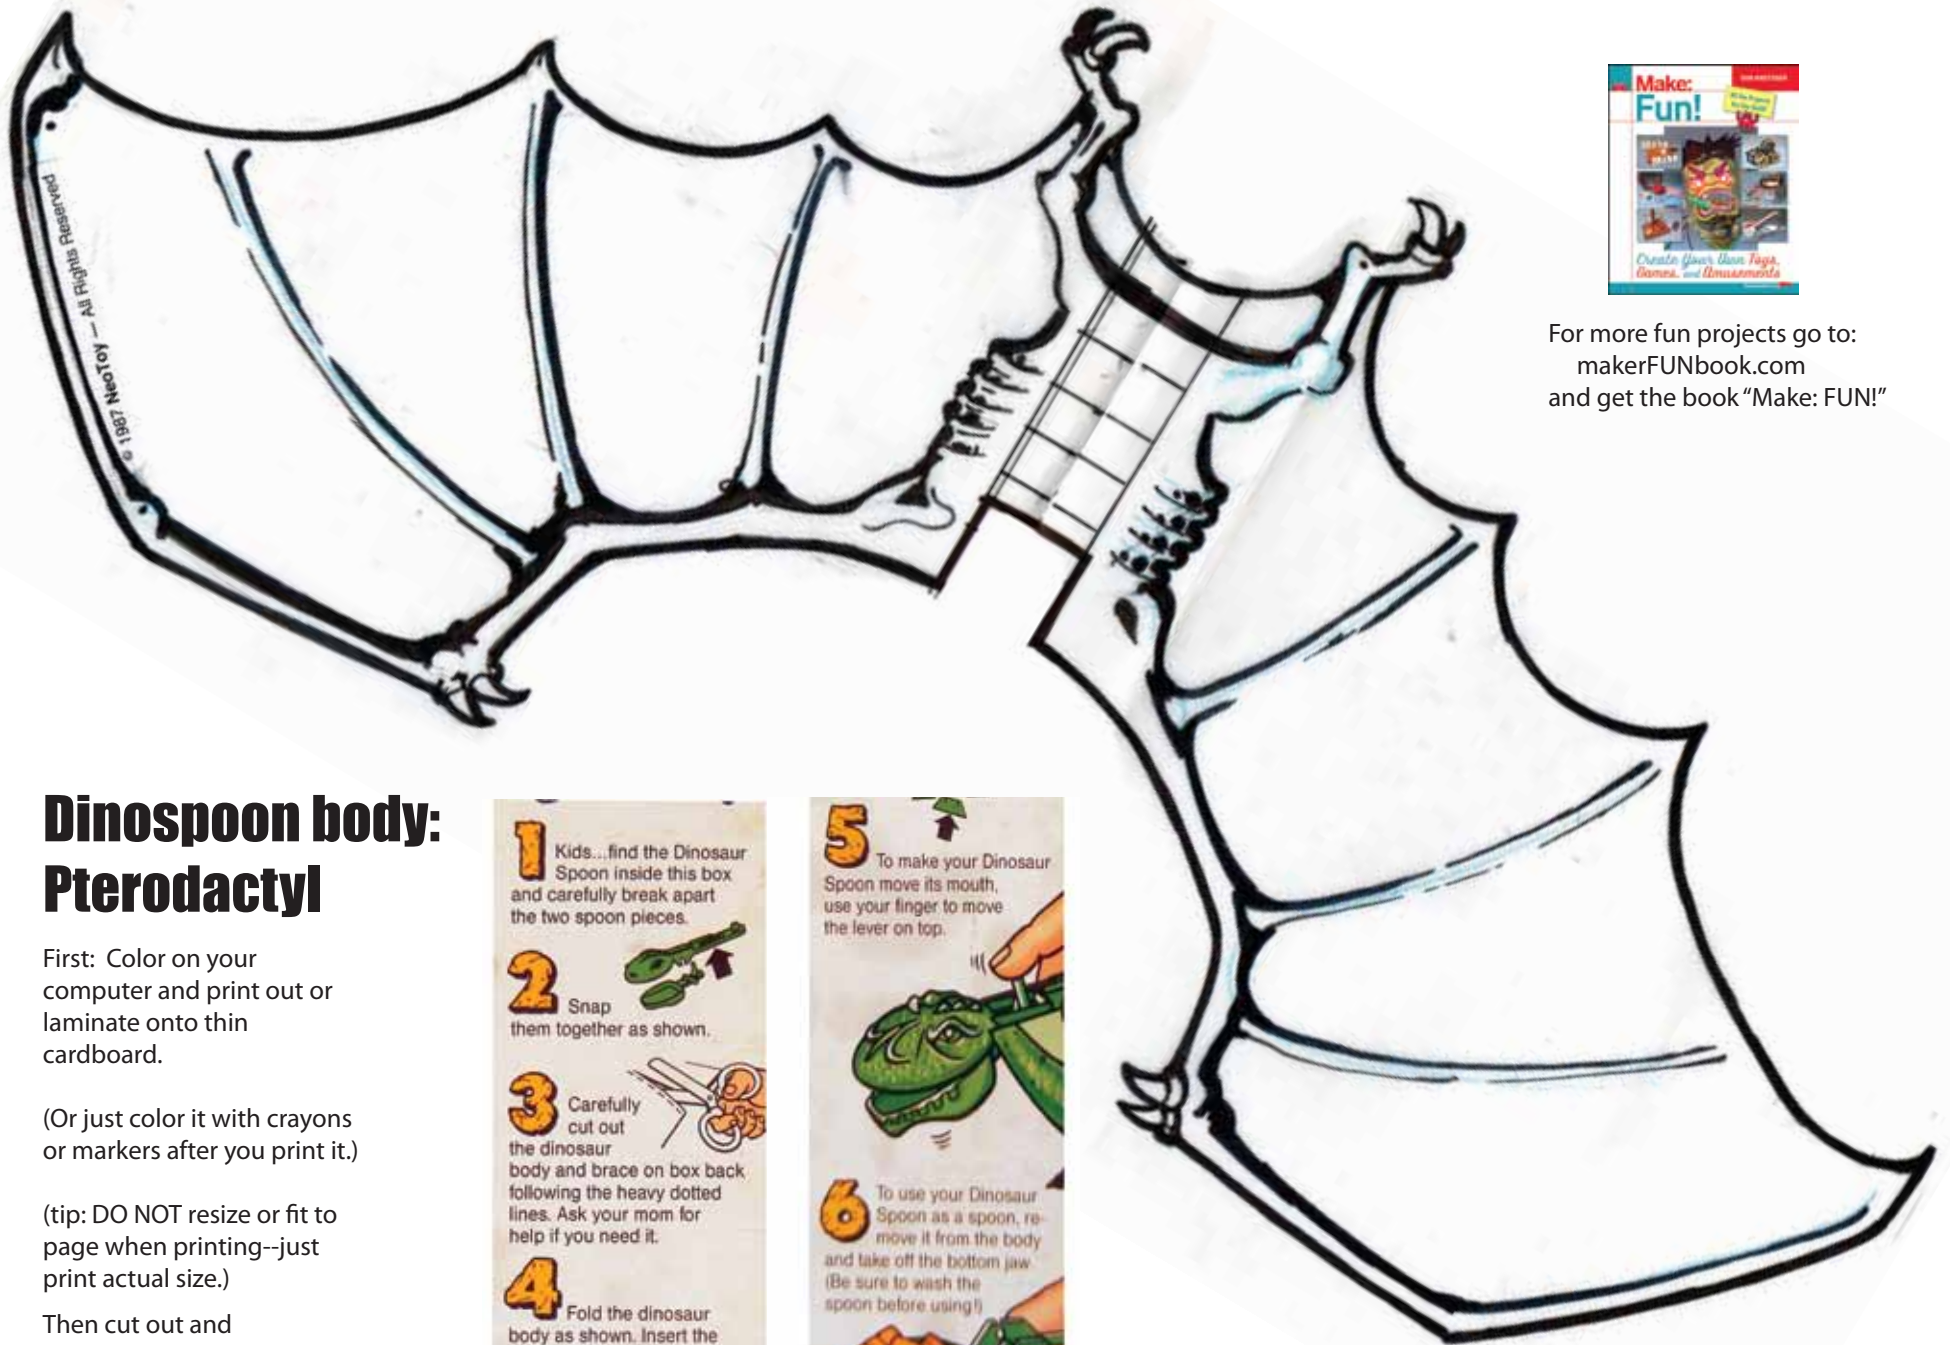 © 1987 NeoToy — All Rights Reserved
Make:
Fun!
Create Your Own Toys,
Games, and Amusements
For more fun projects go to:
makerFUNbook.com
and get the book “Make: FUN!”
Dinospoon body:
Pterodactyl
First: Color on your
computer and print out or
laminate onto thin
cardboard.
(Or just color it with crayons
or markers after you print it.)
(tip: DO NOT resize or fit to
page when printing--just
print actual size.)
Then cut out and
1 Kids...find the Dinosaur
Spoon inside this box
and carefully break apart
the two spoon pieces.
2 Snap
them together as shown.
3 Carefully
cut out
the dinosaur
body and brace on box back
following the heavy dotted
lines. Ask your mom for
help if you need it.
4 Fold the dinosaur
body as shown. Insert the
5 To make your Dinosaur
Spoon move its mouth,
use your finger to move
the lever on top.
6 To use your Dinosaur
Spoon as a spoon, re-
move it from the body
and take off the bottom jaw.
(Be sure to wash the
spoon before using!)